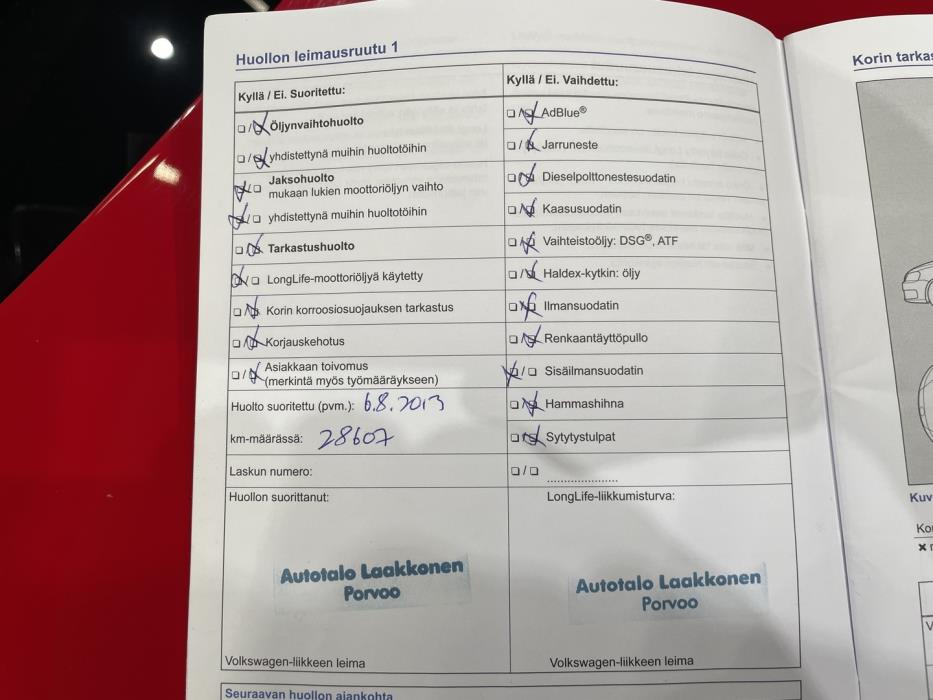 Huollon leimausruutu 1
Kyllä / Ei. Suoritettu:
☐/☒ Öljynvaihtohuolto
☐/☒ yhdistettynä muihin huoltotöihin
☒/☐ Jaksohuolto
mukaan lukien moottoriöljyn vaihto
☒/☐ yhdistettynä muihin huoltotöihin
☐/☒ Tarkastushuolto
☒/☐ LongLife-moottoriöljyä käytetty
☐/☒ Korin korroosiosuojauksen tarkastus
☐/☒ Korjauskehotus
☐/☒ Asiakkaan toivomus
(merkintä myös työmääräykseen)
Huolto suoritettu (pvm.): 6.8.2013
km-määrässä: 28607
Laskun numero:
Huollon suorittanut:
Autotalo Laakkonen
Porvoo
Volkswagen-liikkeen leima
Kyllä / Ei. Vaihdettu:
☐/☒ AdBlue®
☐/☒ Jarruneste
☐/☒ Dieselpolttonestesuodatin
☐/☒ Kaasusuodatin
☐/☒ Vaihteistoöljy: DSG®, ATF
☐/☒ Haldex-kytkin: öljy
☐/☒ Ilmansuodatin
☐/☒ Renkaantäyttöpullo
☒/☐ Sisäilmansuodatin
☐/☒ Hammashihna
☐/☒ Sytytystulpat
☐/☐ ....................
LongLife-liikkumisturva:
Autotalo Laakkonen
Porvoo
Volkswagen-liikkeen leima
Seuraavan huollon ajankohta
Korin tarkas
Kuv
Ko
✖
V